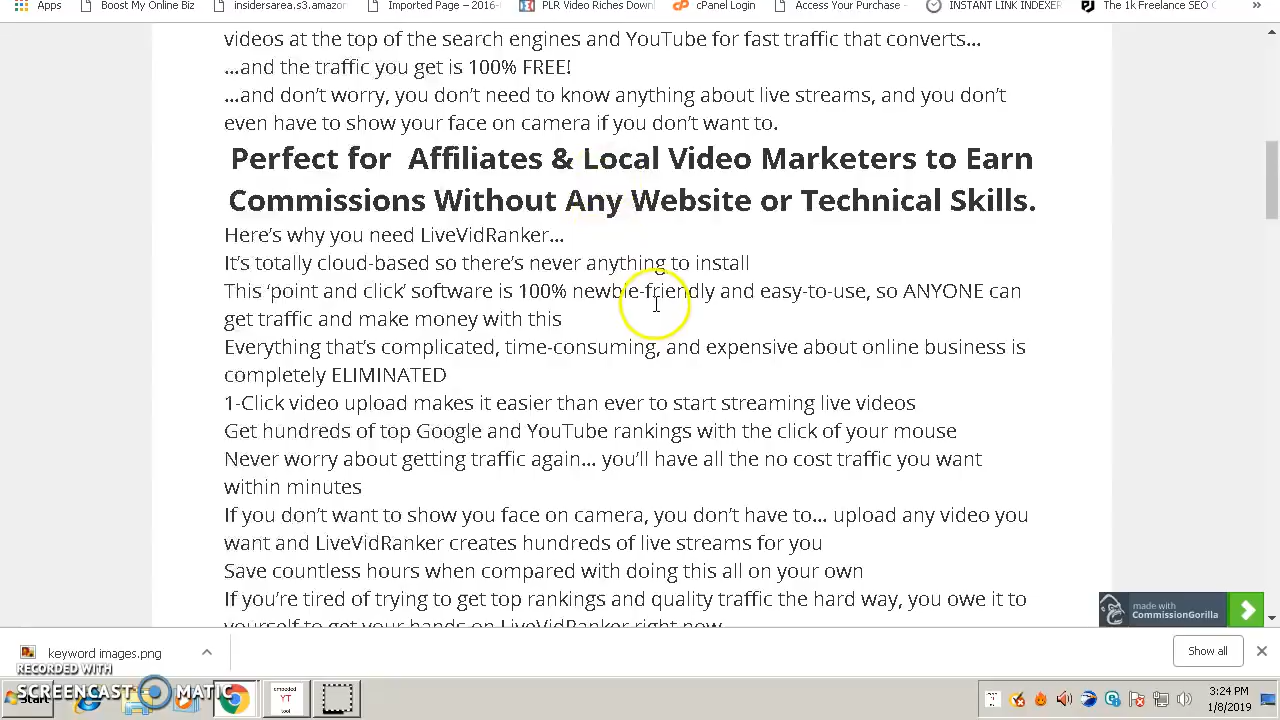 Apps
Boost My Online Biz
insidersarea.s3.amazon
Imported Page – 2016-
PLR Video Riches Down
cPanel Login
Access Your Purchase -
INSTANT LINK INDEXER
The 1k Freelance SEO
»
videos at the top of the search engines and YouTube for fast traffic that converts…
…and the traffic you get is 100% FREE!
…and don’t worry, you don’t need to know anything about live streams, and you don’t
even have to show your face on camera if you don’t want to.
Perfect for Affiliates & Local Video Marketers to Earn
Commissions Without Any Website or Technical Skills.
Here’s why you need LiveVidRanker…
It’s totally cloud-based so there’s never anything to install
This ‘point and click’ software is 100% newbie-friendly and easy-to-use, so ANYONE can
get traffic and make money with this
Everything that’s complicated, time-consuming, and expensive about online business is
completely ELIMINATED
1-Click video upload makes it easier than ever to start streaming live videos
Get hundreds of top Google and YouTube rankings with the click of your mouse
Never worry about getting traffic again… you’ll have all the no cost traffic you want
within minutes
If you don’t want to show you face on camera, you don’t have to… upload any video you
want and LiveVidRanker creates hundreds of live streams for you
Save countless hours when compared with doing this all on your own
If you’re tired of trying to get top rankings and quality traffic the hard way, you owe it to
yourself to get your hands on LiveVidRanker right now
made with
CommissionGorilla
keyword images.png
Show all
RECORDED WITH
SCREENCAST MATIC
Start
YT
tool
3:24 PM
1/8/2019